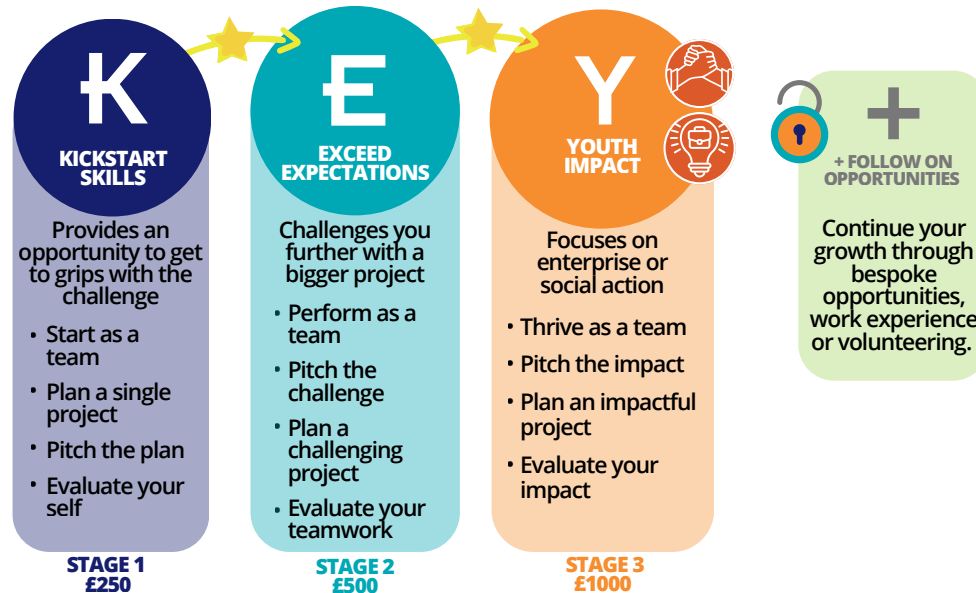 K
KICKSTART
SKILLS
Provides an
opportunity to get
to grips with the
challenge
• Start as a
team
• Plan a single
project
• Pitch the plan
• Evaluate your
self
STAGE 1
£250
E
EXCEED
EXPECTATIONS
Challenges you
further with a
bigger project
• Perform as a
team
• Pitch the
challenge
• Plan a
challenging
project
• Evaluate your
teamwork
STAGE 2
£500
Y
YOUTH
IMPACT
Focuses on
enterprise or
social action
• Thrive as a team
• Pitch the impact
• Plan an impactful
project
• Evaluate your
impact
STAGE 3
£1000
+
+ FOLLOW ON
OPPORTUNITIES
Continue your
growth through
bespoke
opportunities,
work experience
or volunteering.